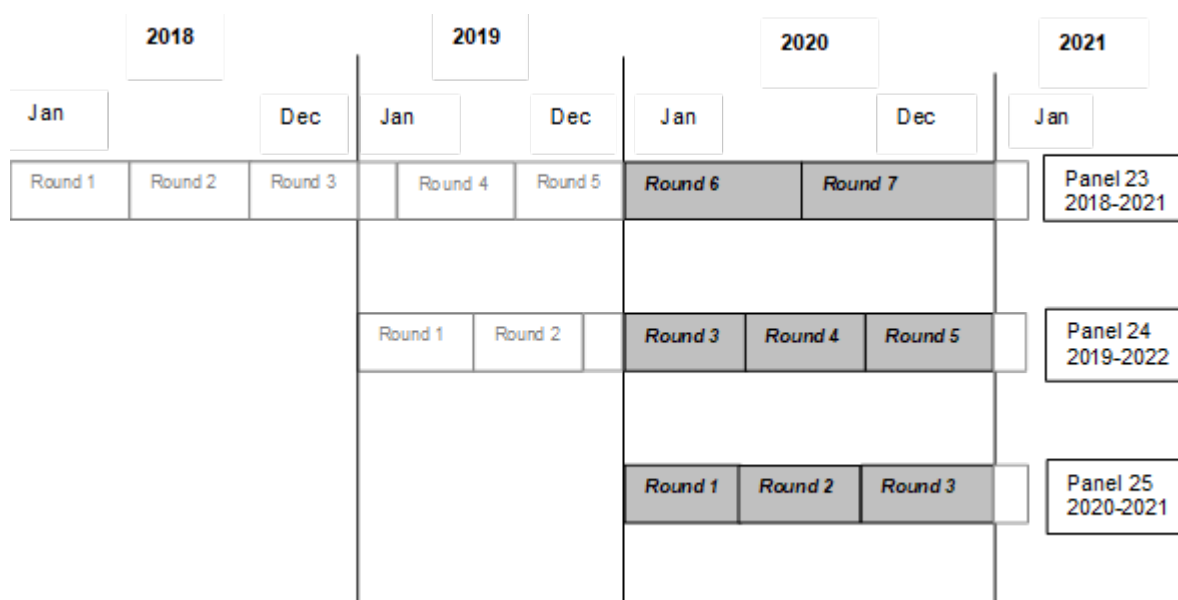 2018 2019 2020 2021
Jan Dec Jan Dec Jan Dec Jan
Round 1 Round 2 Round 3 Round 4 Round 5 Round 6 Round 7 Panel 23
2018-2021
Round 1 Round 2 Round 3 Round 4 Round 5 Panel 24
2019-2022
Round 1 Round 2 Round 3 Panel 25
2020-2021